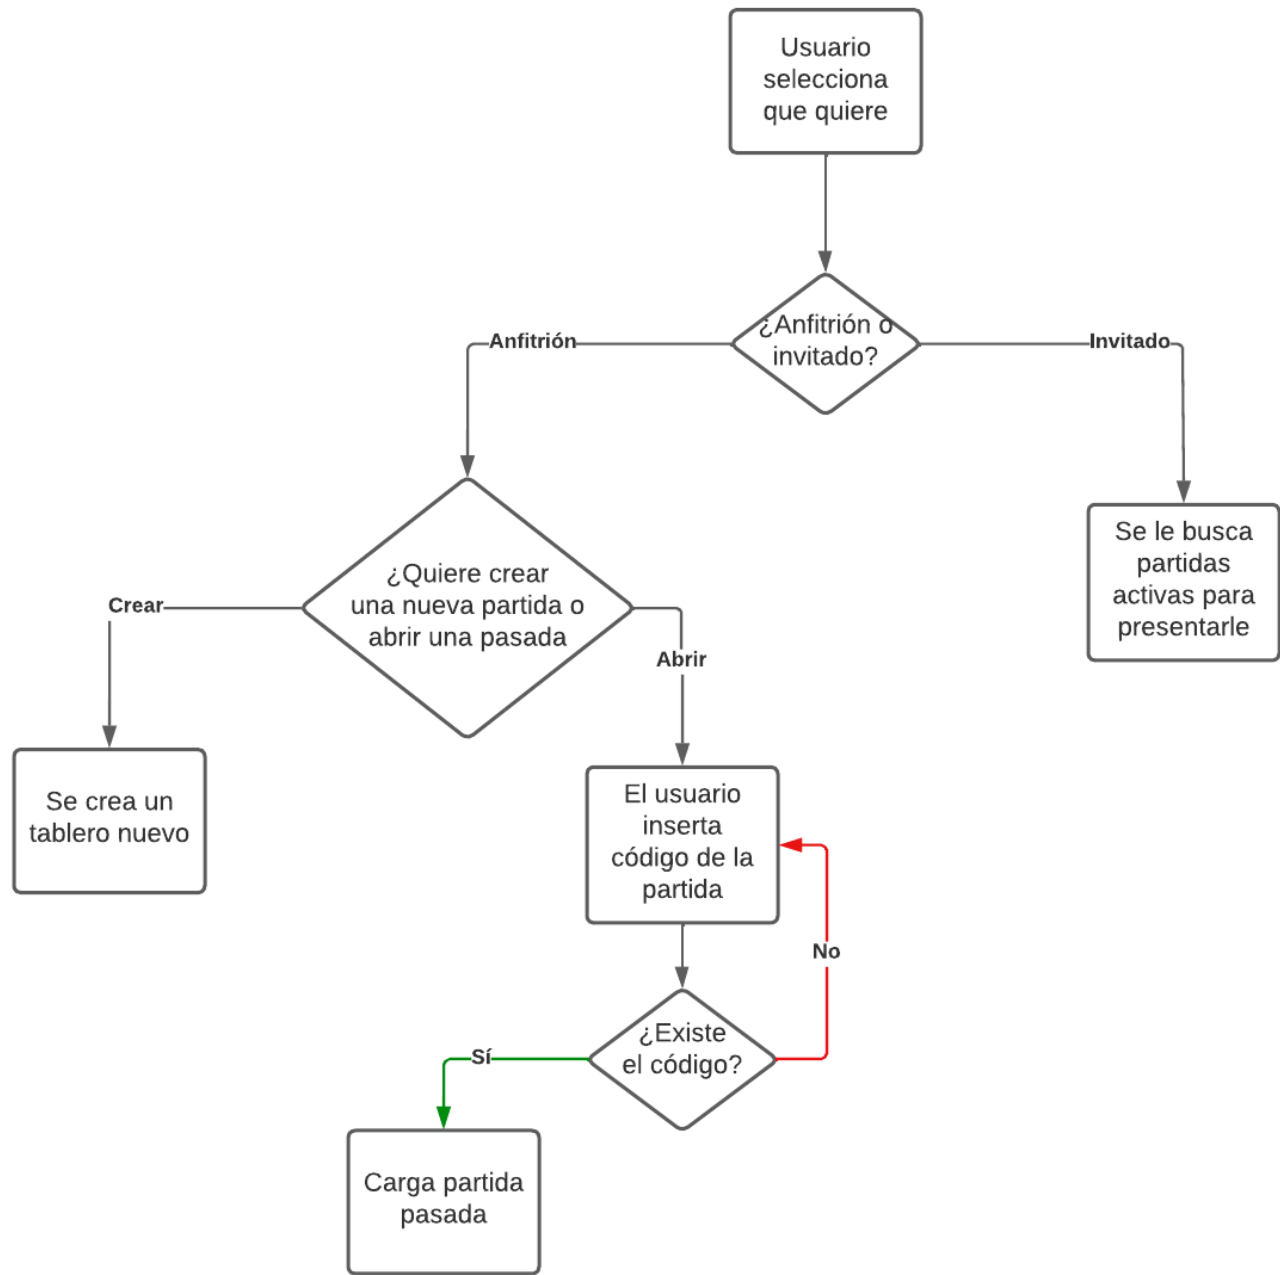 Usuario
selecciona
que quiere
¿Anfitrión o
invitado?
Anfitrión
Invitado
¿Quiere crear
una nueva partida o
abrir una pasada
Se le busca
partidas
activas para
presentarle
Crear
Abrir
Se crea un
tablero nuevo
El usuario
inserta
código de la
partida
No
¿Existe
el código?
Sí
Carga partida
pasada